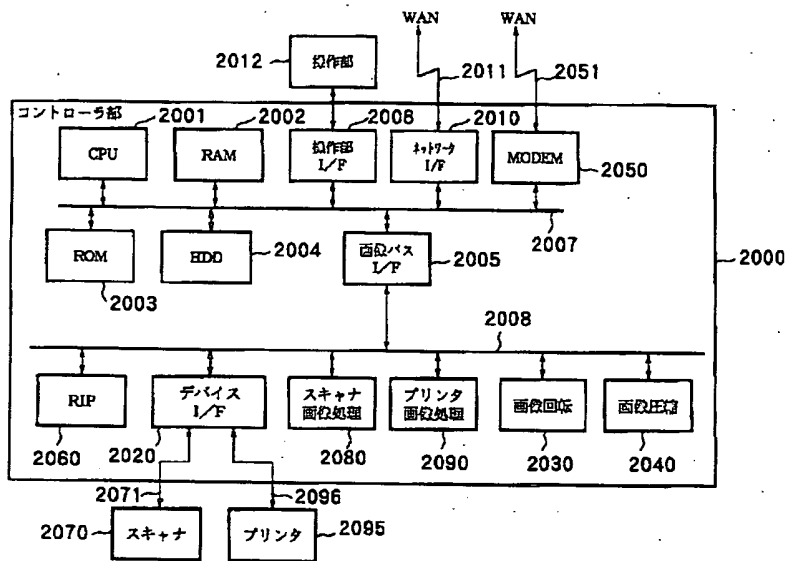 WAN WAN
2012 操作部 2011 2051
コントローラ部 2001 2002 2008 2010
CPU RAM 操作部 I/F ネットワータ I/F MODEM 2050
2007
ROM HDD 2004 画像バス I/F 2005 2000
2003
2008
RIP デバイス I/F スキャナ 画像処理 プリンタ 画像処理 画像回転 画像圧縮
2060 2020 2080 2090 2030 2040
2071 2096
2070 スキャナ プリンタ 2095